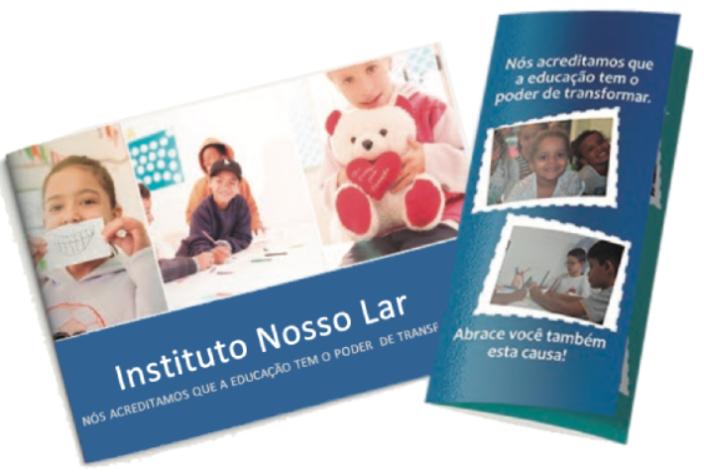 Instituto Nosso Lar
NÓS ACREDITAMOS QUE A EDUCAÇÃO TEM O PODER DE TRANSF
Nós acreditamos que
a educação tem o
poder de transformar.
Abrace você também
esta causa!